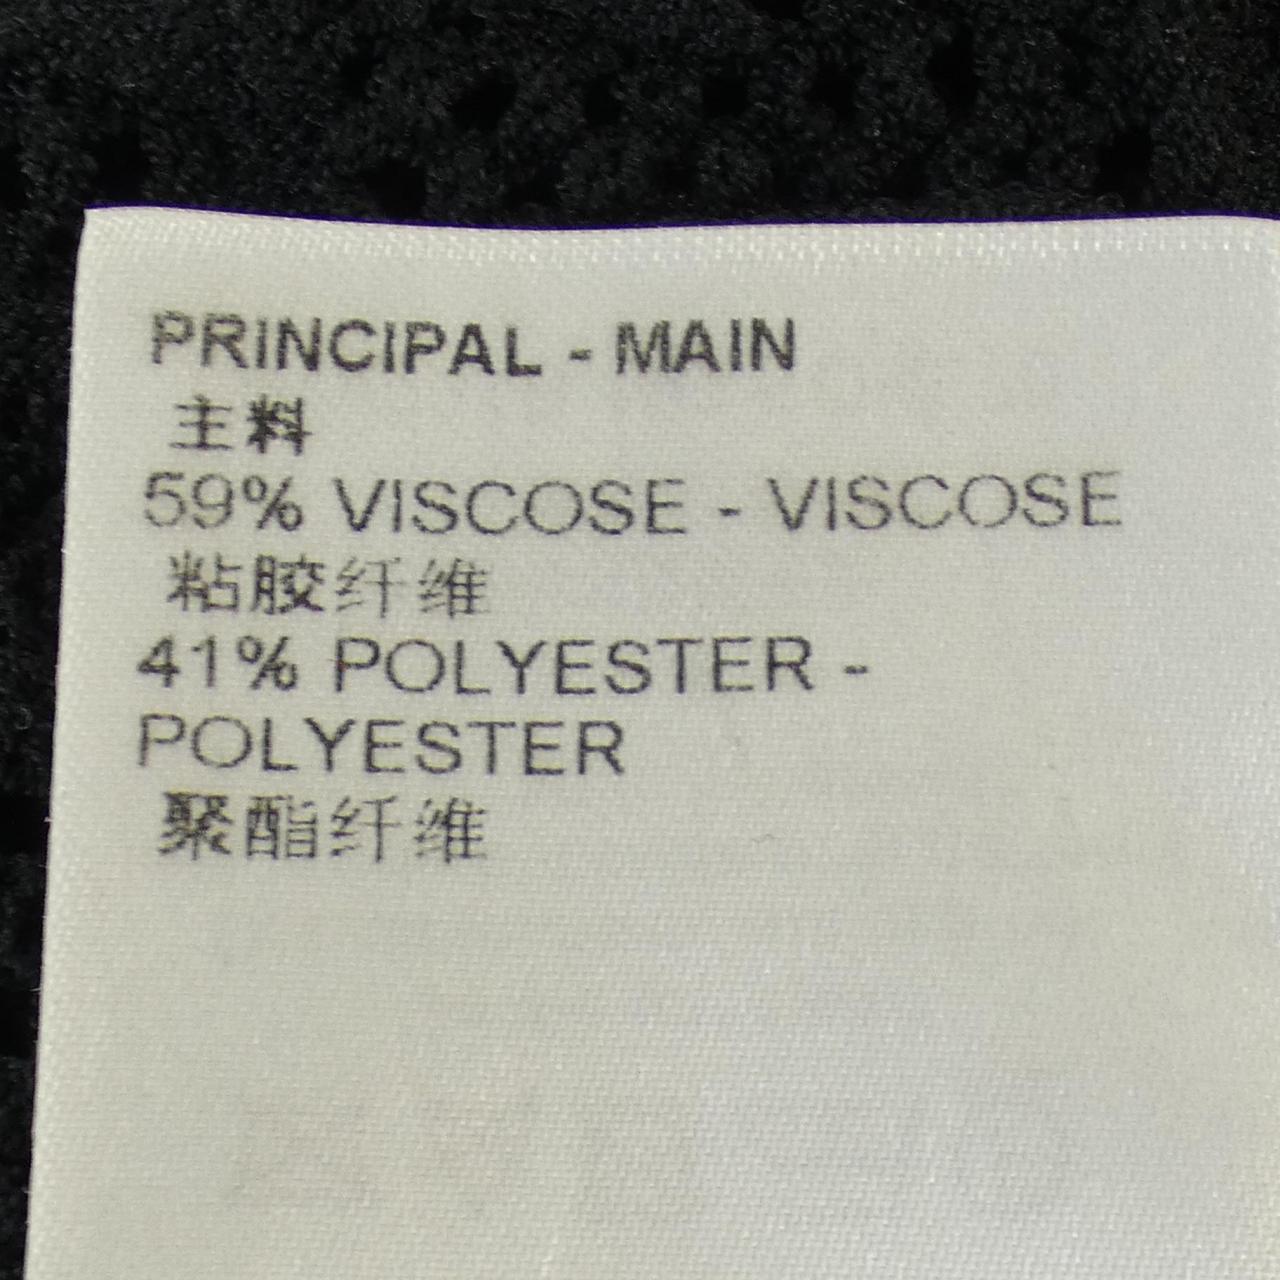 PRINCIPAL - MAIN
主料
59% VISCOSE - VISCOSE
粘胶纤维
41% POLYESTER -
POLYESTER
聚酯纤维